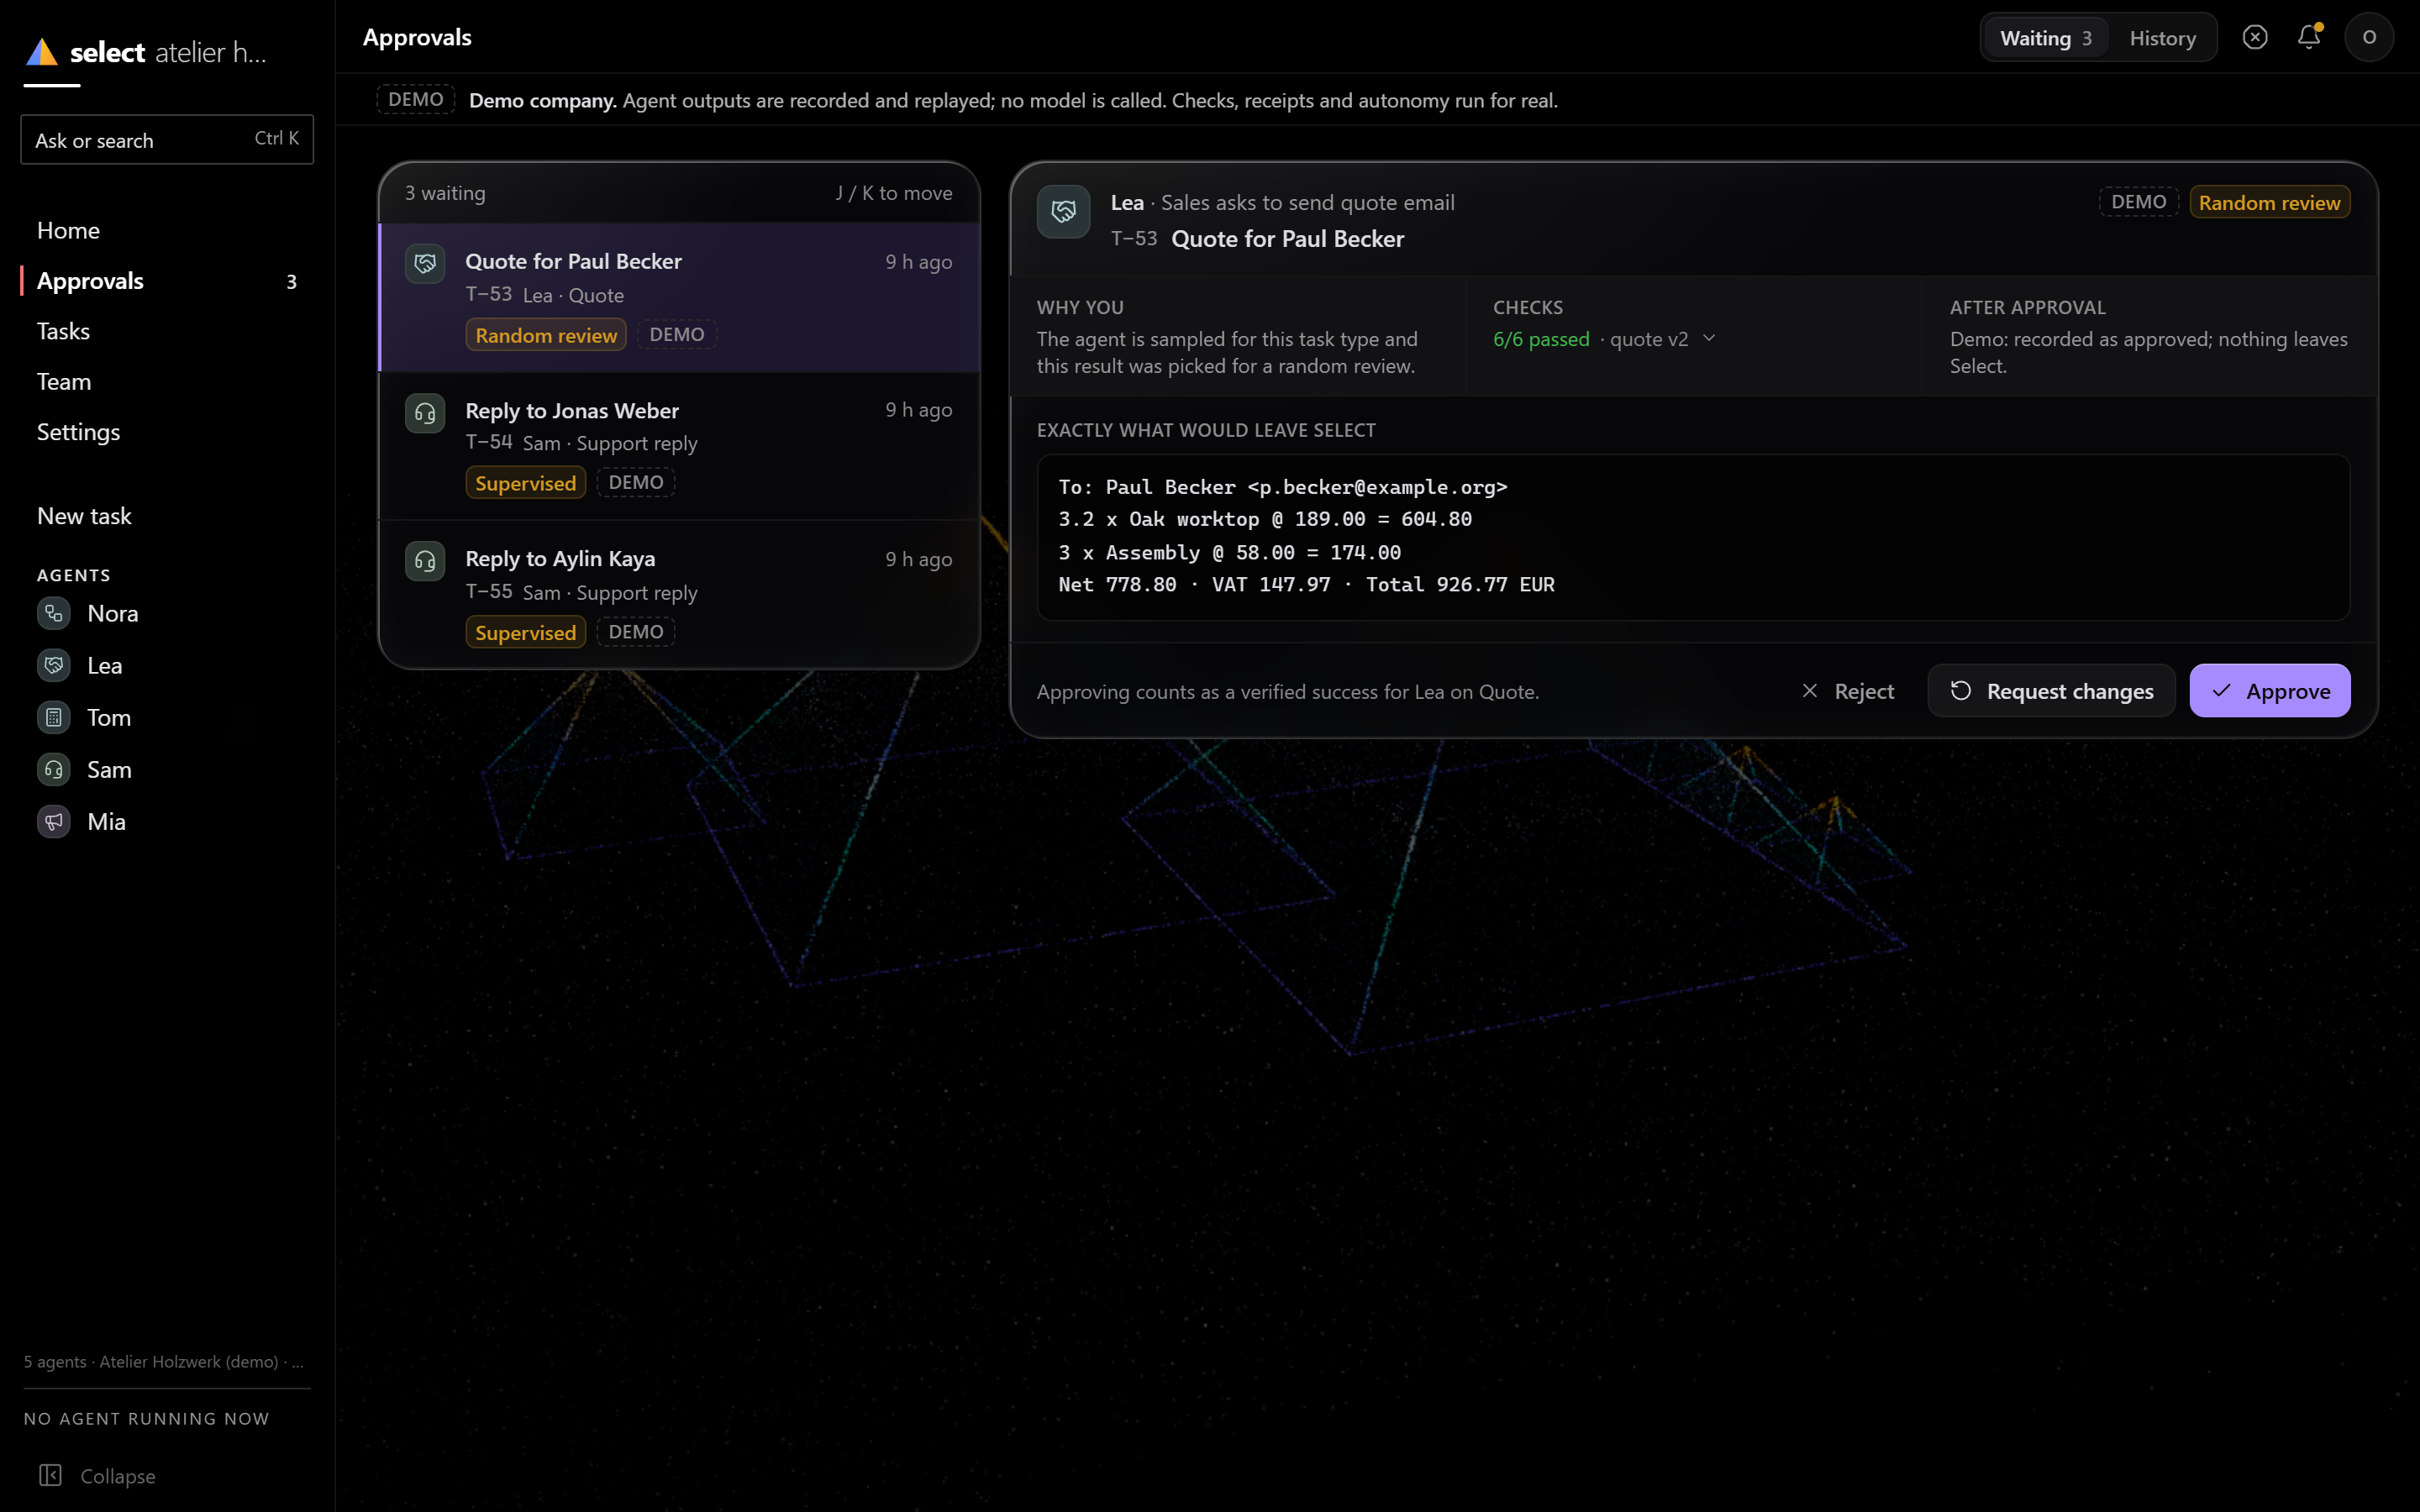 select atelier h...
Ask or search Ctrl K
Home
Approvals 3
Tasks
Team
Settings
New task
AGENTS
Nora
Lea
Tom
Sam
Mia
5 agents · Atelier Holzwerk (demo) · ...
NO AGENT RUNNING NOW
Collapse
Approvals
Waiting 3
History
O
DEMO Demo company. Agent outputs are recorded and replayed; no model is called. Checks, receipts and autonomy run for real.
3 waiting J / K to move
Quote for Paul Becker 9 h ago
T-53 Lea · Quote
Random review DEMO
Reply to Jonas Weber 9 h ago
T-54 Sam · Support reply
Supervised DEMO
Reply to Aylin Kaya 9 h ago
T-55 Sam · Support reply
Supervised DEMO
Lea · Sales asks to send quote email
DEMO Random review
T-53 Quote for Paul Becker
WHY YOU
The agent is sampled for this task type and
this result was picked for a random review.
CHECKS
6/6 passed · quote v2
AFTER APPROVAL
Demo: recorded as approved; nothing leaves
Select.
EXACTLY WHAT WOULD LEAVE SELECT
To: Paul Becker <p.becker@example.org>
3.2 x Oak worktop @ 189.00 = 604.80
3 x Assembly @ 58.00 = 174.00
Net 778.80 · VAT 147.97 · Total 926.77 EUR
Approving counts as a verified success for Lea on Quote.
Reject
Request changes
Approve